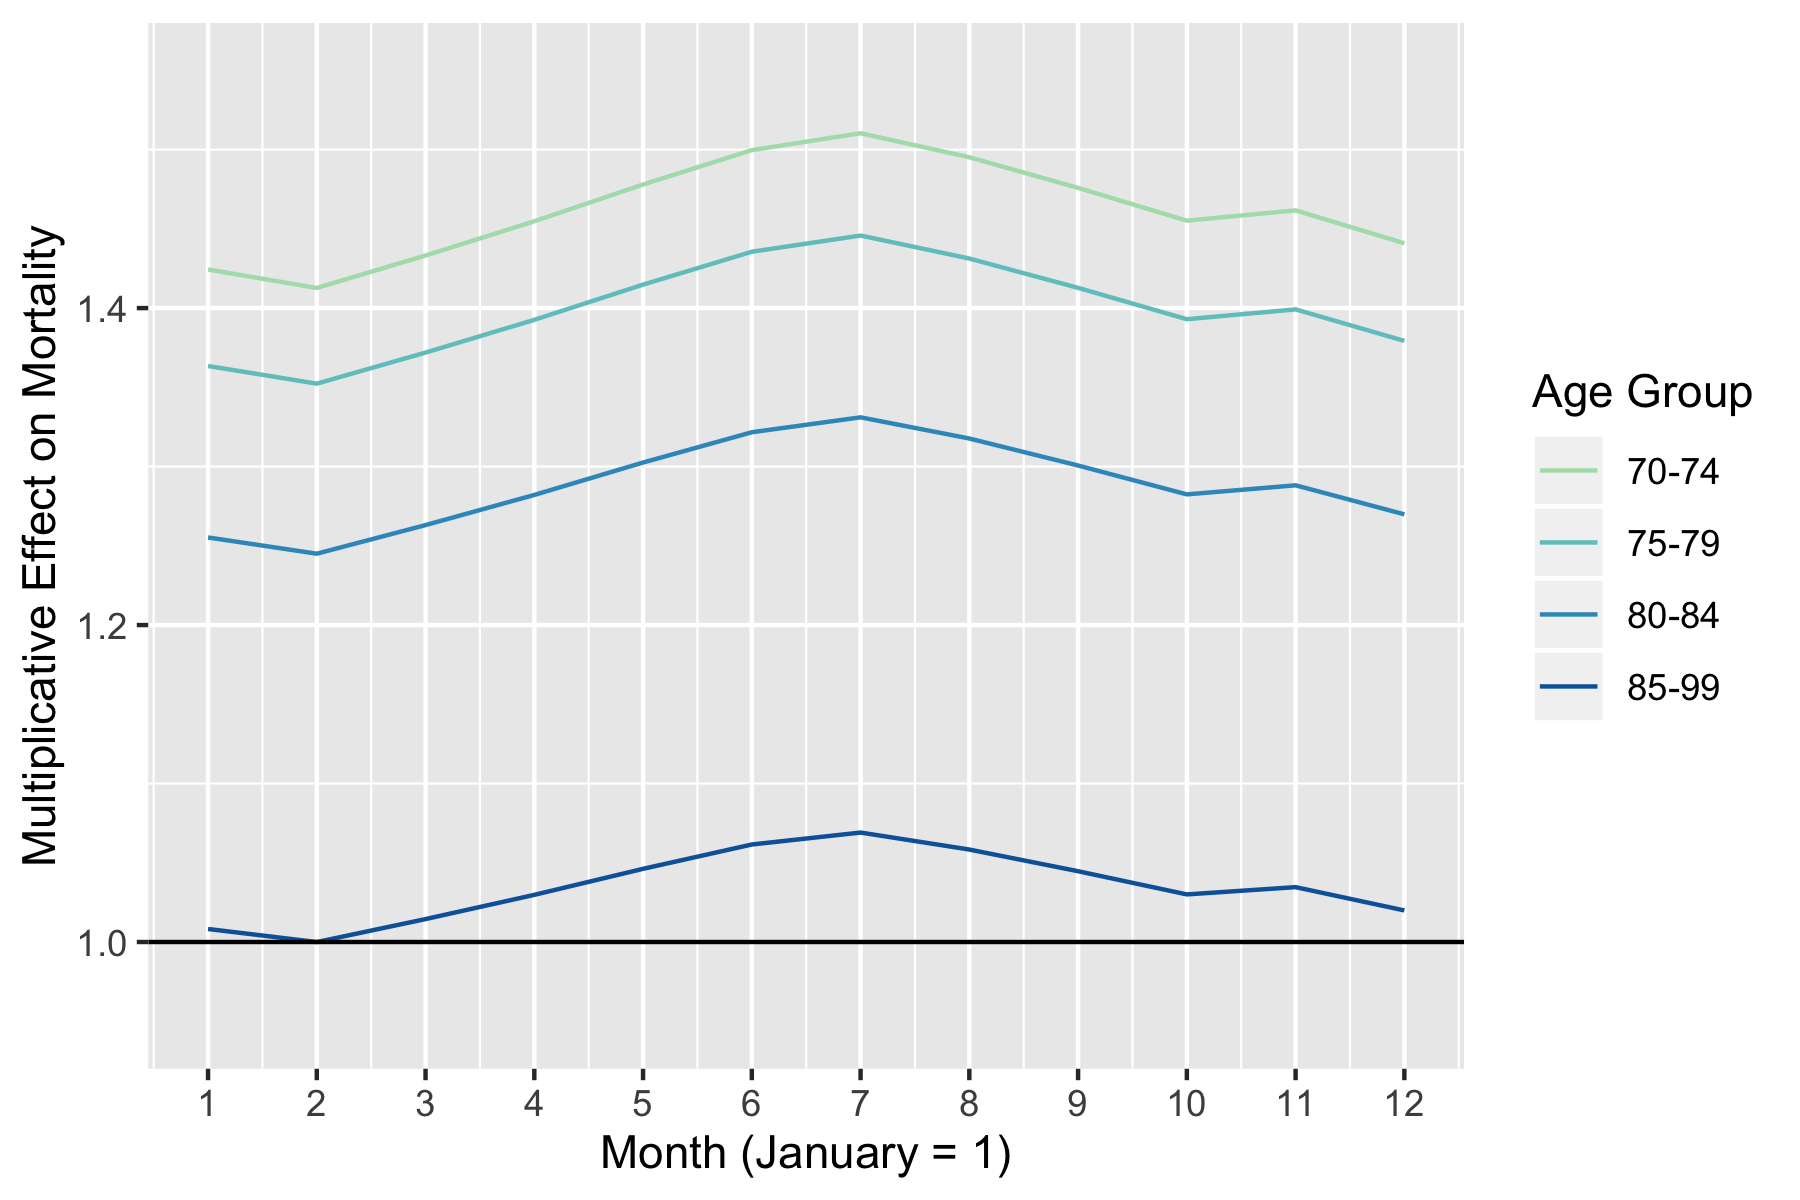 Multiplicative Effect on Mortality
1.4
1.2
1.0
1 2 3 4 5 6 7 8 9 10 11 12
Month (January = 1)
Age Group
70-74
75-79
80-84
85-99